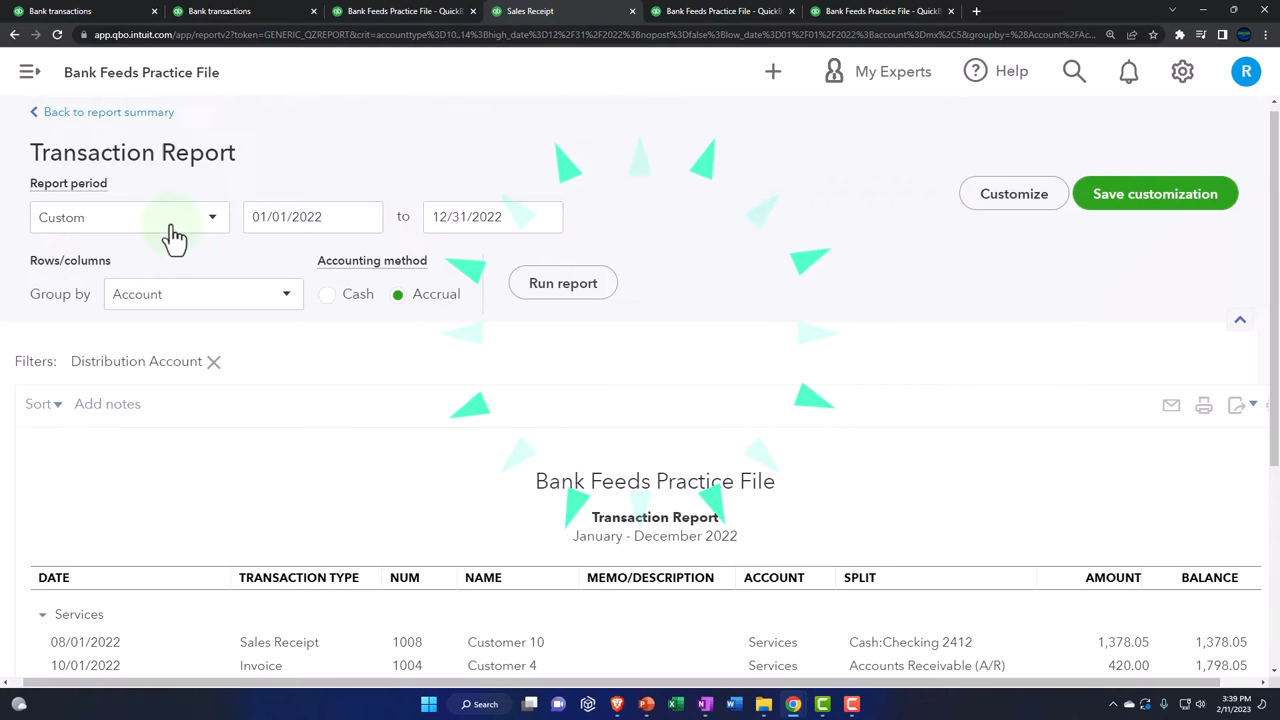 Bank transactions
Bank transactions
Bank Feeds Practice File - QuickB
Sales Receipt
Bank Feeds Practice File - QuickB
Bank Feeds Practice File - QuickB
Bank Feeds Practice File
My Experts
Help
R
Back to report summary
Transaction Report
Report period
Custom
01/01/2022
to
12/31/2022
Customize
Save customization
Rows/columns
Accounting method
Group by
Account
Cash
Accrual
Run report
Filters:
Distribution Account
Sort
Add notes
Bank Feeds Practice File
Transaction Report
January - December 2022
DATE TRANSACTION TYPE NUM NAME MEMO/DESCRIPTION ACCOUNT SPLIT AMOUNT BALANCE
Services
08/01/2022 Sales Receipt 1008 Customer 10 Services Cash:Checking 2412 1,378.05 1,378.05
10/01/2022 Invoice 1004 Customer 4 Services Accounts Receivable (A/R) 420.00 1,798.05
Search
3:39 PM
2/11/2023